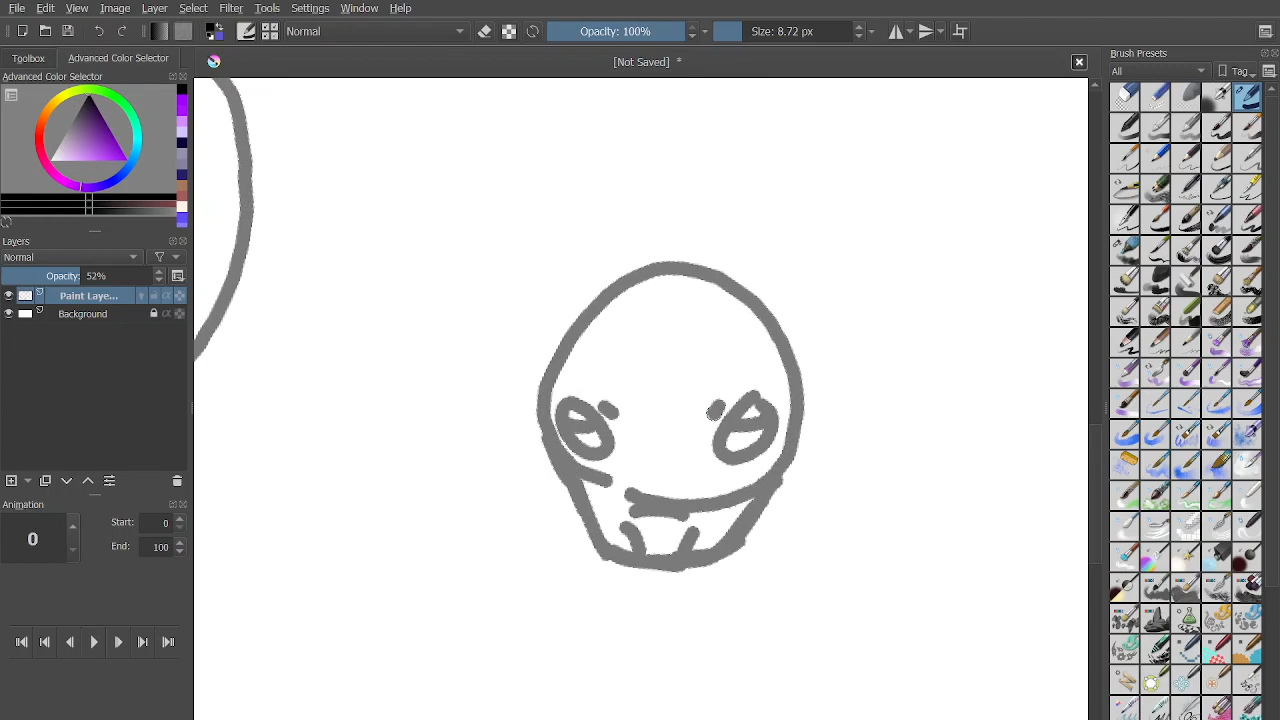 File Edit View Image Layer Select Filter Tools Settings Window Help
Normal Opacity: 100% Size: 8.72 px
Toolbox Advanced Color Selector [Not Saved] * Brush Presets
Advanced Color Selector
All Tag
Layers
Normal
Opacity: 52%
Paint Laye...
Background
Animation
0 Start: 0
End: 100